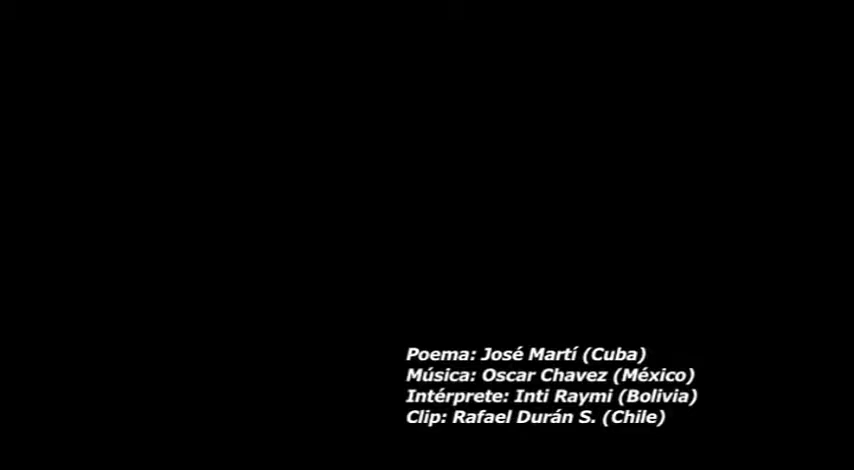 Poema: José Martí (Cuba)
Música: Oscar Chavez (México)
Intérprete: Inti Raymi (Bolivia)
Clip: Rafael Durán S. (Chile)